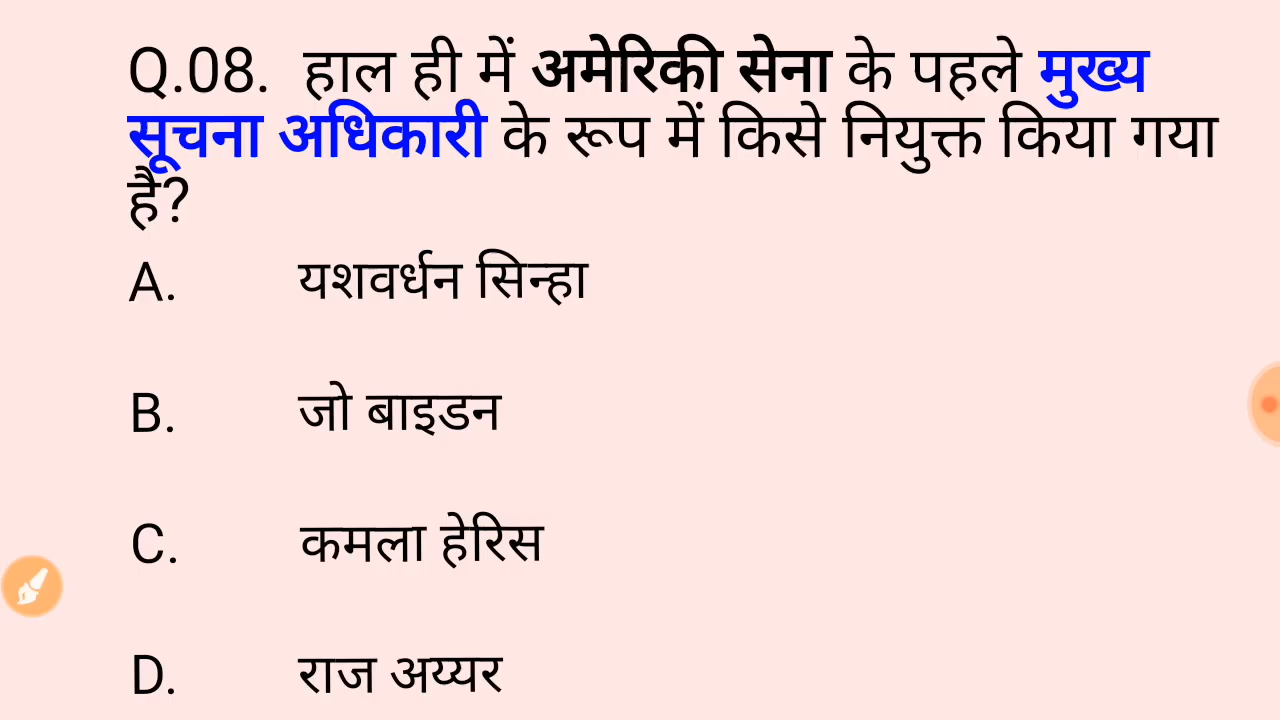 Q.08. हाल ही में अमेरिकी सेना के पहले मुख्य
सूचना अधिकारी के रूप में किसे नियुक्त किया गया
है?
A. यशवर्धन सिन्हा
B. जो बाइडन
C. कमला हेरिस
D. राज अय्यर